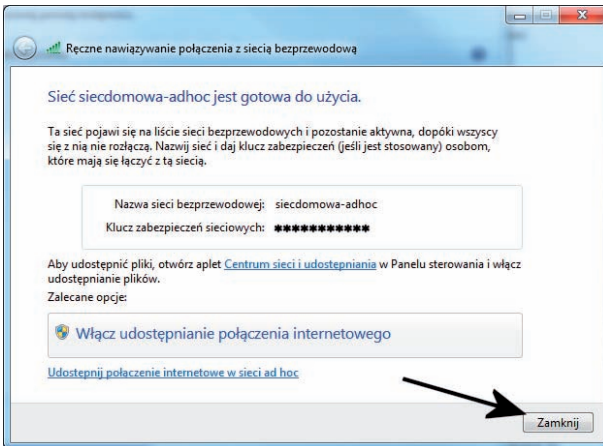 Ręczne nawiązywanie połączenia z siecią bezprzewodową
Sieć siecdomowa-adhoc jest gotowa do użycia.
Ta sieć pojawi się na liście sieci bezprzewodowych i pozostanie aktywna, dopóki wszyscy
się z nią nie rozłączą. Nazwij sieć i daj klucz zabezpieczeń (jeśli jest stosowany) osobom,
które mają się łączyć z tą siecią.
Nazwa sieci bezprzewodowej: siecdomowa-adhoc
Klucz zabezpieczeń sieciowych: ***********
Aby udostępnić pliki, otwórz aplet Centrum sieci i udostępniania w Panelu sterowania i włącz
udostępnianie plików.
Zalecane opcje:
Włącz udostępnianie połączenia internetowego
Udostępnij połączenie internetowe w sieci ad hoc
Zamknij